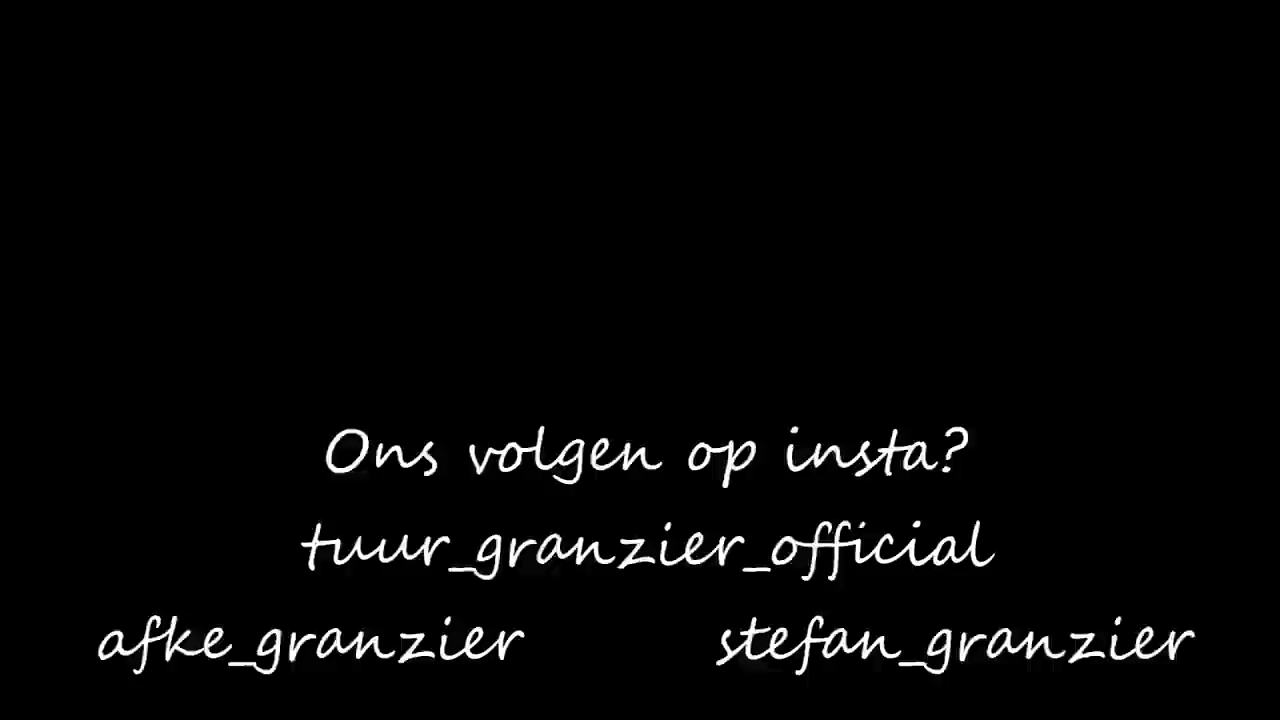 Ons volgen op insta?
tuur_granzier_official
afke_granzier stefan_granzier